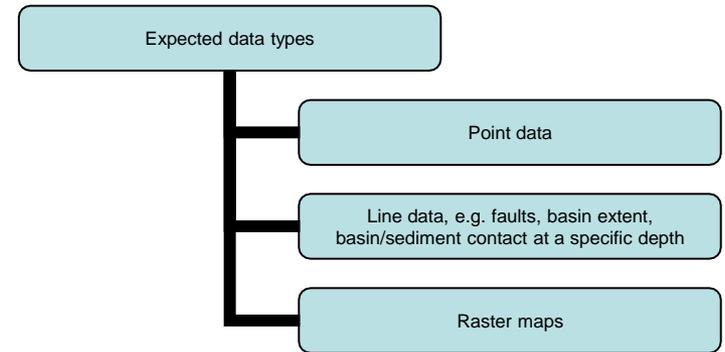 Expected data types
Point data
Line data, e.g. faults, basin extent,
basin/sediment contact at a specific depth
Raster maps